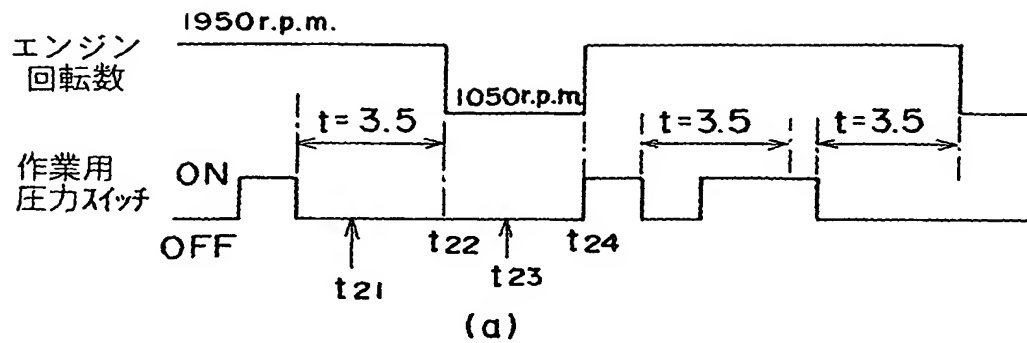 1950r.p.m.
エンジン
回転数
1050r.p.m
t=3.5
t=3.5
t=3.5
作業用
圧力スイッチ
ON
OFF
t21
t22
t23
t24
(a)